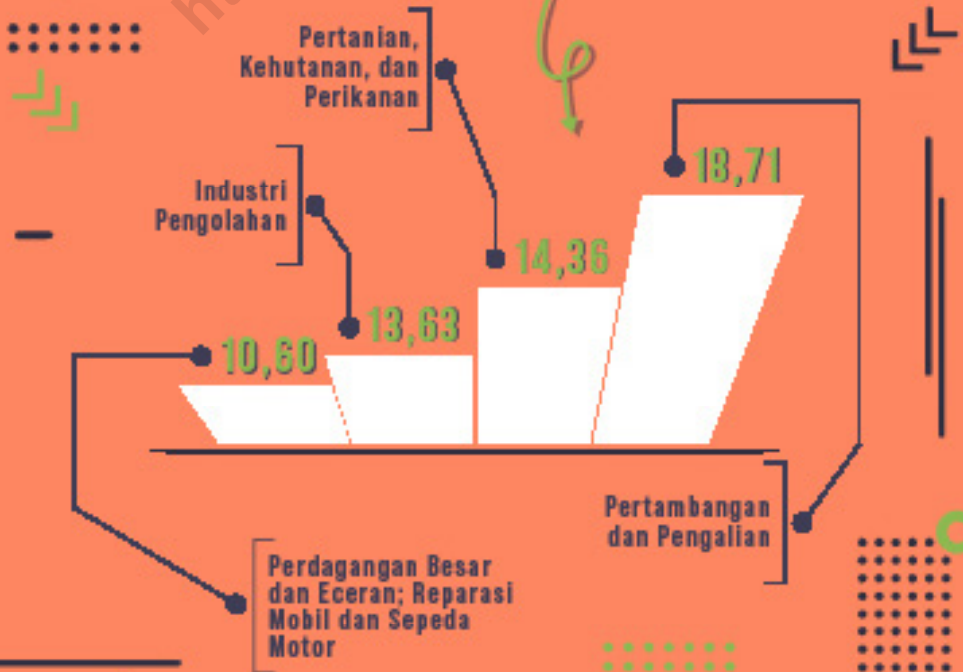 Pertanian,
Kehutanan, dan
Perikanan
18,71
Industri
Pengolahan
14,36
13,63
10,60
Pertambangan
dan Pengalian
Perdagangan Besar
dan Eceran; Reparasi
Mobil dan Sepeda
Motor